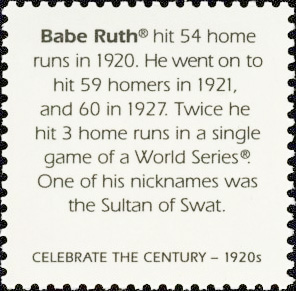 Babe Ruth® hit 54 home
runs in 1920. He went on to
hit 59 homers in 1921,
and 60 in 1927. Twice he
hit 3 home runs in a single
game of a World Series®.
One of his nicknames was
the Sultan of Swat.
CELEBRATE THE CENTURY – 1920s